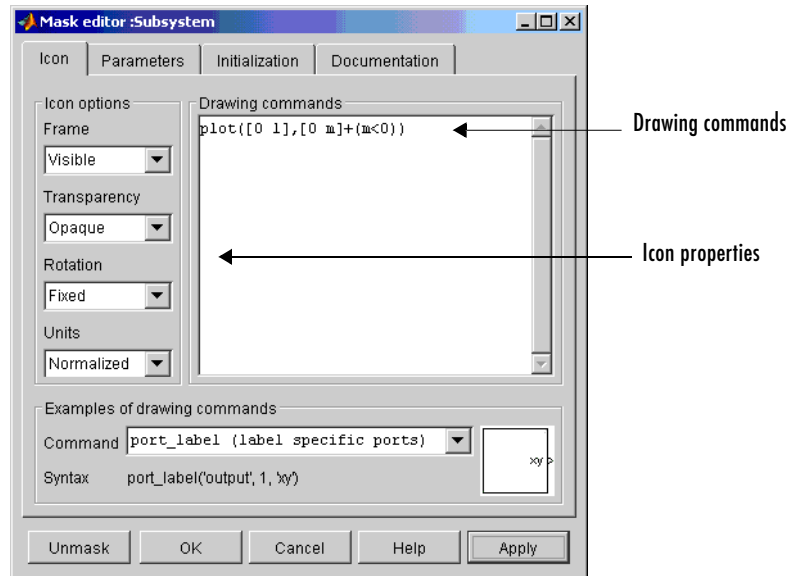 Mask editor :Subsystem
Icon
Parameters
Initialization
Documentation
Icon options
Frame
Visible
Transparency
Opaque
Rotation
Fixed
Units
Normalized
Drawing commands
plot([0 1],[0 m]+(m<0))
Drawing commands
Icon properties
Examples of drawing commands
Command port_label (label specific ports)
xy
Syntax port_label('output', 1, 'xy')
Unmask
OK
Cancel
Help
Apply